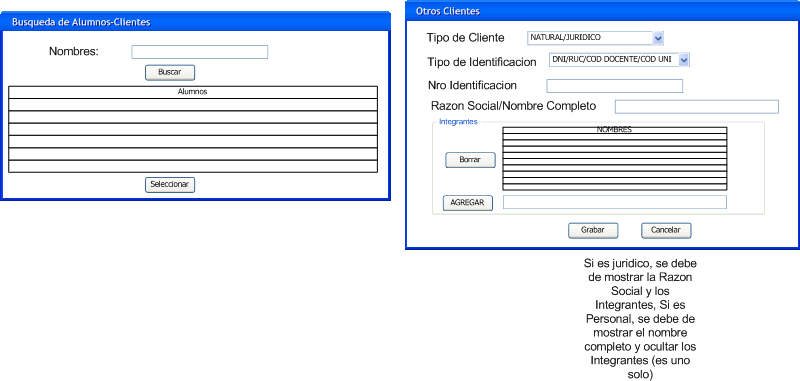 Busqueda de Alumnos-Clientes
Nombres:
Buscar
Alumnos
Seleccionar
Otros Clientes
Tipo de Cliente NATURAL/JURIDICO
Tipo de Identificacion DNI/RUC/COD DOCENTE/COD UNI
Nro Identificacion
Razon Social/Nombre Completo
Integrantes
NOMBRES
Borrar
AGREGAR
Grabar Cancelar
Si es juridico, se debe
de mostrar la Razon
Social y los
Integrantes, Si es
Personal, se debe de
mostrar el nombre
completo y ocultar los
Integrantes (es uno
solo)